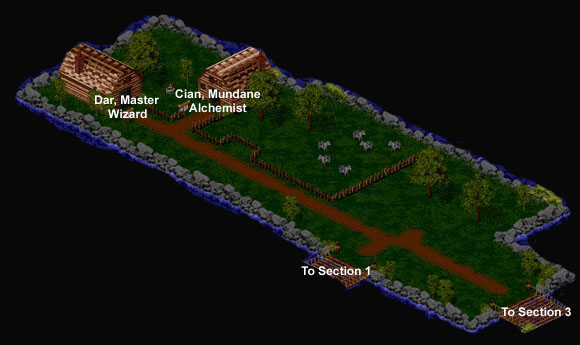 Dar, Master
Wizard
Cian, Mundane
Alchemist
To Section 1
To Section 3